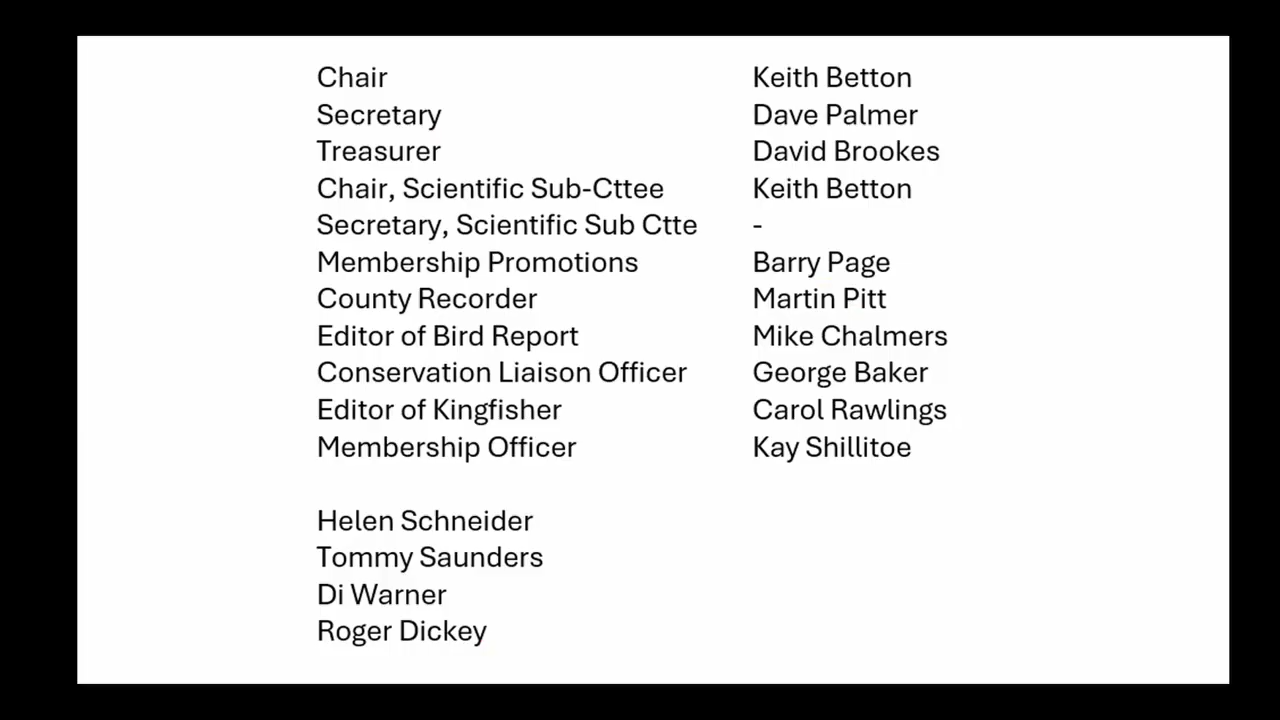 Chair Keith Betton
Secretary Dave Palmer
Treasurer David Brookes
Chair, Scientific Sub-Cttee Keith Betton
Secretary, Scientific Sub Ctte -
Membership Promotions Barry Page
County Recorder Martin Pitt
Editor of Bird Report Mike Chalmers
Conservation Liaison Officer George Baker
Editor of Kingfisher Carol Rawlings
Membership Officer Kay Shillitoe
Helen Schneider
Tommy Saunders
Di Warner
Roger Dickey